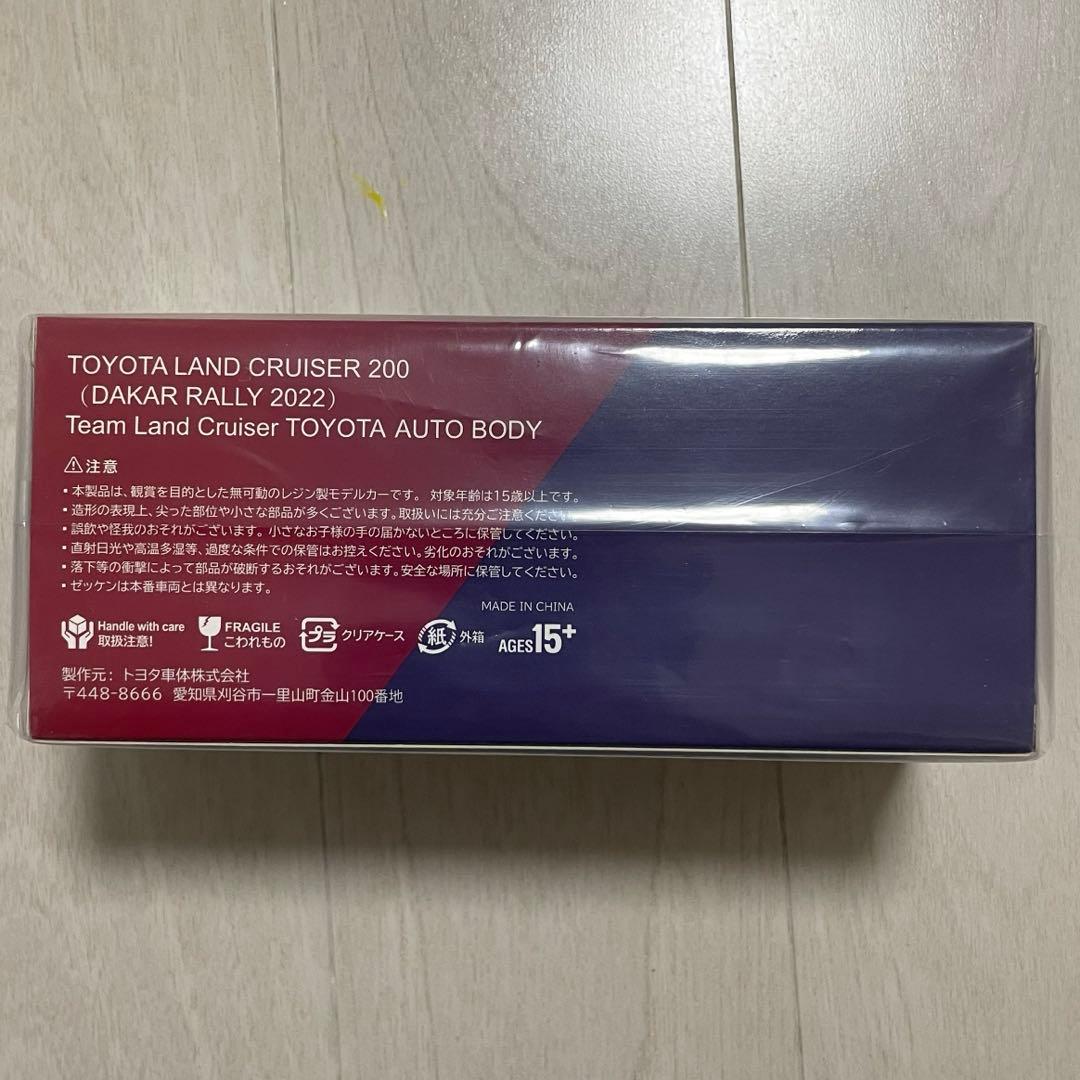 TOYOTA LAND CRUISER 200
（DAKAR RALLY 2022）
Team Land Cruiser TOYOTA AUTO BODY
⚠注意
▪本製品は、観賞を目的とした無可動のレジン製モデルカーです。 対象年齢は15歳以上です。
▪造形の表現上、尖った部位や小さな部品が多くございます。取扱いには充分ご注意ください。
▪誤飲や怪我のおそれがございます。小さなお子様の手の届かないところに保管してください。
▪直射日光や高温多湿等、過度な条件での保管はお控えください。劣化のおそれがございます。
▪落下等の衝撃によって部品が破断するおそれがございます。安全な場所に保管してください。
▪ゼッケンは本番車両とは異なります。
MADE IN CHINA
Handle with care
取扱注意!
FRAGILE
こわれもの
プラ クリアケース
紙 外箱
AGES15+
製作元: トヨタ車体株式会社
〒448-8666 愛知県刈谷市一里山町金山100番地